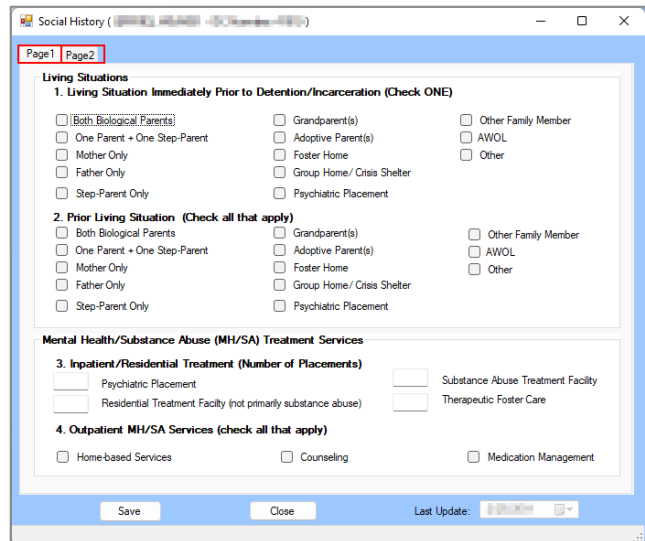 Social History (
Page1 Page2
Living Situations
1. Living Situation Immediately Prior to Detention/Incarceration (Check ONE)
Both Biological Parents Grandparent(s) Other Family Member
One Parent + One Step-Parent Adoptive Parent(s) AWOL
Mother Only Foster Home Other
Father Only Group Home/ Crisis Shelter
Step-Parent Only Psychiatric Placement
2. Prior Living Situation (Check all that apply)
Both Biological Parents Grandparent(s) Other Family Member
One Parent + One Step-Parent Adoptive Parent(s) AWOL
Mother Only Foster Home Other
Father Only Group Home/ Crisis Shelter
Step-Parent Only Psychiatric Placement
Mental Health/Substance Abuse (MH/SA) Treatment Services
3. Inpatient/Residential Treatment (Number of Placements)
Psychiatric Placement Substance Abuse Treatment Facility
Residential Treatment Facilty (not primarily substance abuse) Therapeutic Foster Care
4. Outpatient MH/SA Services (check all that apply)
Home-based Services Counseling Medication Management
Save Close Last Update: